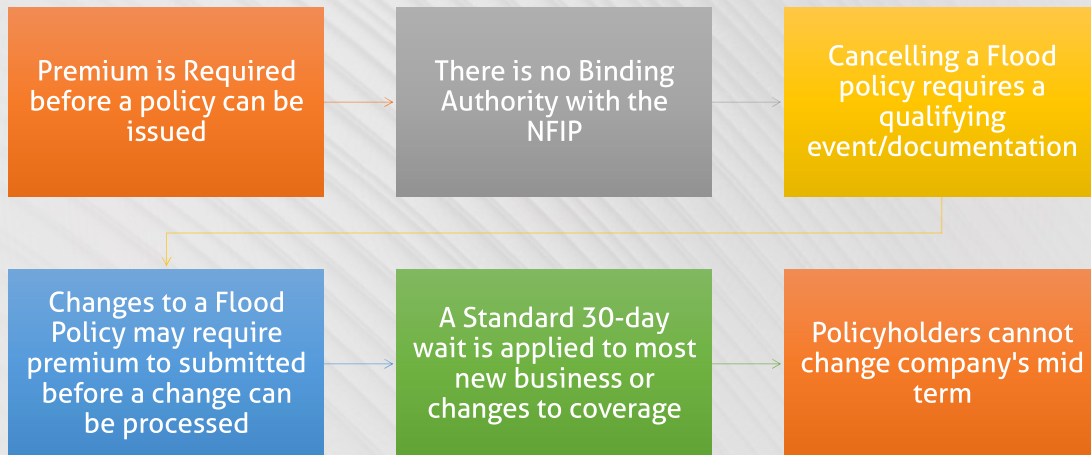 Premium is Required
before a policy can be
issued
There is no Binding
Authority with the
NFIP
Cancelling a Flood
policy requires a
qualifying
event/documentation
Changes to a Flood
Policy may require
premium to submitted
before a change can
be processed
A Standard 30-day
wait is applied to most
new business or
changes to coverage
Policyholders cannot
change company's mid
term